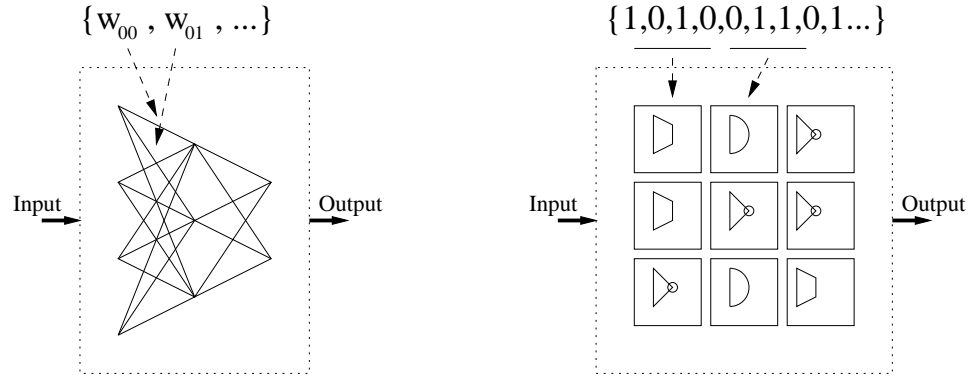 {w00 , w01 , ...}
Input
Output
{1,0,1,0,0,1,1,0,1...}
Input
Output